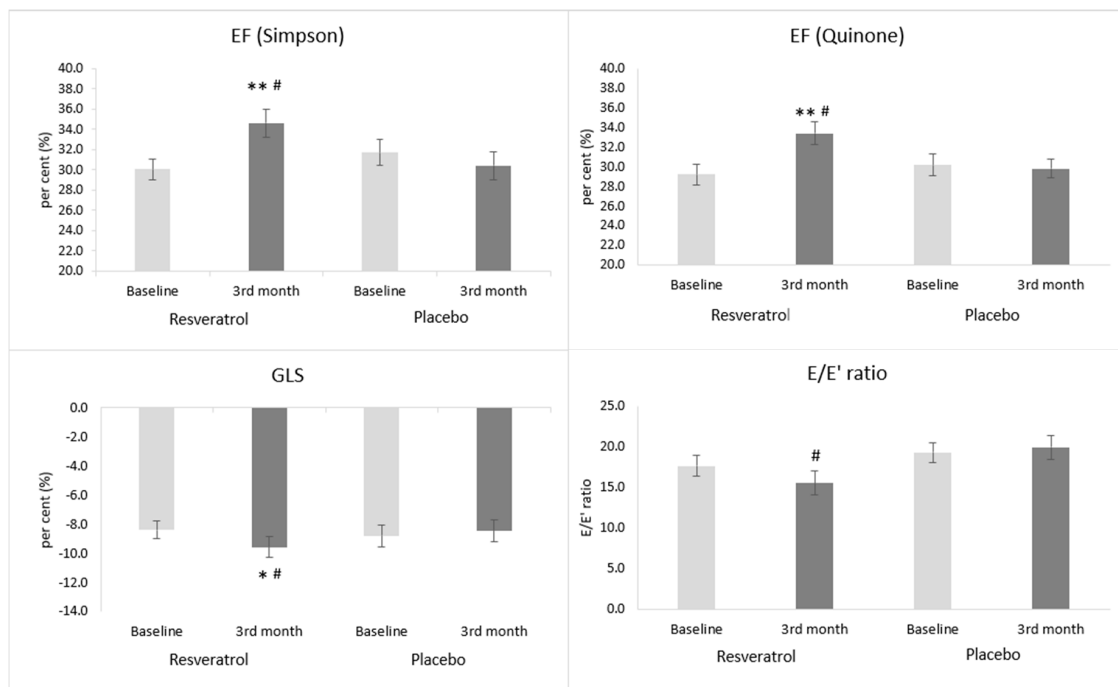 EF (Simpson)
per cent (%)
40.0
38.0
36.0
34.0
32.0
30.0
28.0
26.0
24.0
22.0
20.0
** #
Baseline 3rd month Baseline 3rd month
Resveratrol Placebo
EF (Quinone)
per cent (%)
40.0
38.0
36.0
34.0
32.0
30.0
28.0
26.0
24.0
22.0
20.0
** #
Baseline 3rd month Baseline 3rd month
Resveratrol Placebo
GLS
per cent (%)
0.0
-2.0
-4.0
-6.0
-8.0
-10.0
-12.0
-14.0
* #
Baseline 3rd month Baseline 3rd month
Resveratrol Placebo
E/E' ratio
E/E' ratio
25.0
20.0
15.0
10.0
5.0
0.0
#
Baseline 3rd month Baseline 3rd month
Resveratrol Placebo